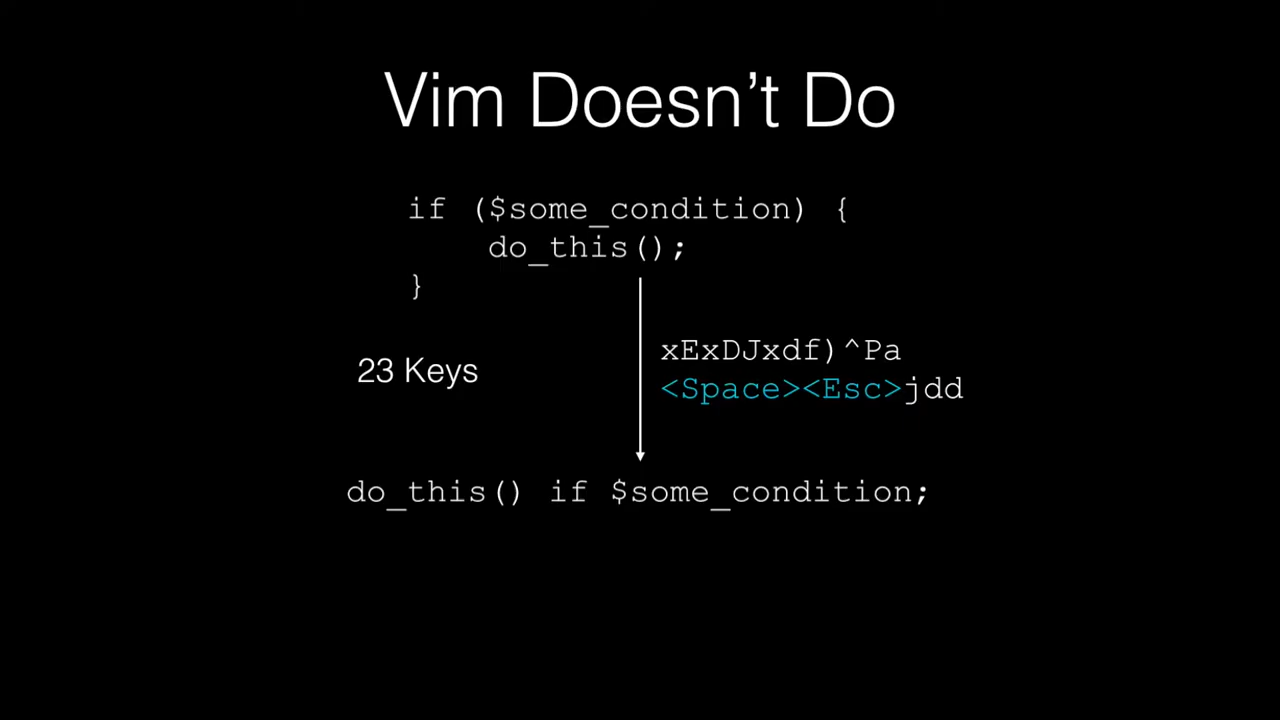 Vim Doesn’t Do
if ($some_condition) {
    do_this();
}
23 Keys
xExDJxdf)^Pa
<Space><Esc>jdd
do_this() if $some_condition;